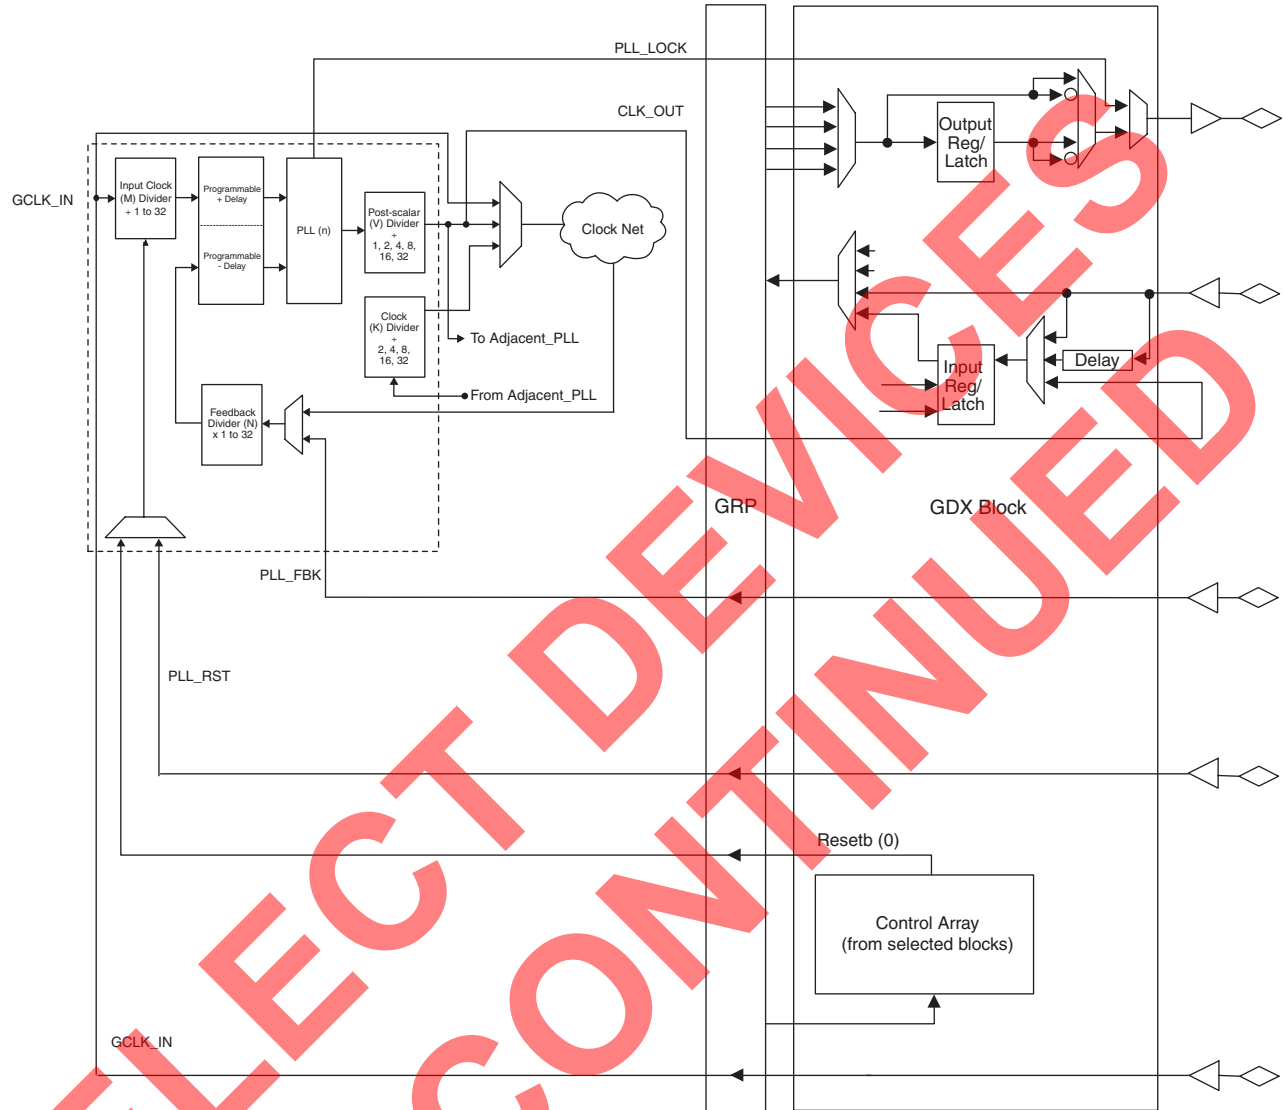 PLL_LOCK
CLK_OUT
GCLK_IN
Input Clock
(M) Divider
÷ 1 to 32
Programmable
+ Delay
Programmable
- Delay
PLL (n)
Post-scalar
(V) Divider
÷
1, 2, 4, 8,
16, 32
Clock Net
Clock
(K) Divider
÷
2, 4, 8,
16, 32
To Adjacent_PLL
From Adjacent_PLL
Feedback
Divider (N)
x 1 to 32
Output
Reg/
Latch
Input
Reg/
Latch
Delay
GRP
GDX Block
PLL_FBK
PLL_RST
Resetb (0)
Control Array
(from selected blocks)
GCLK_IN
ELECT DEVICES
CONTINUED